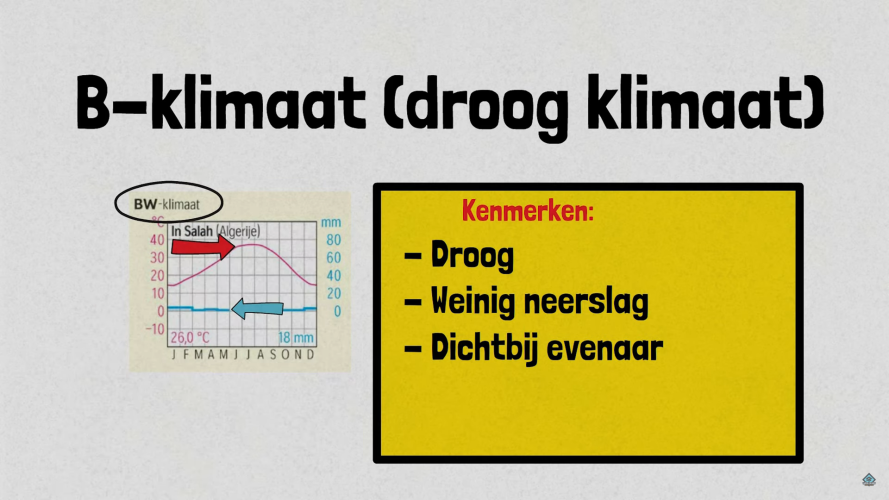 B-klimaat (droog klimaat)
BW-klimaat
°C
mm
In Salah (Algerije)
40
80
30
60
20
40
10
20
0
0
-10
26,0 °C
18 mm
J F M A M J J A S O N D
Kenmerken:
- Droog
- Weinig neerslag
- Dichtbij evenaar